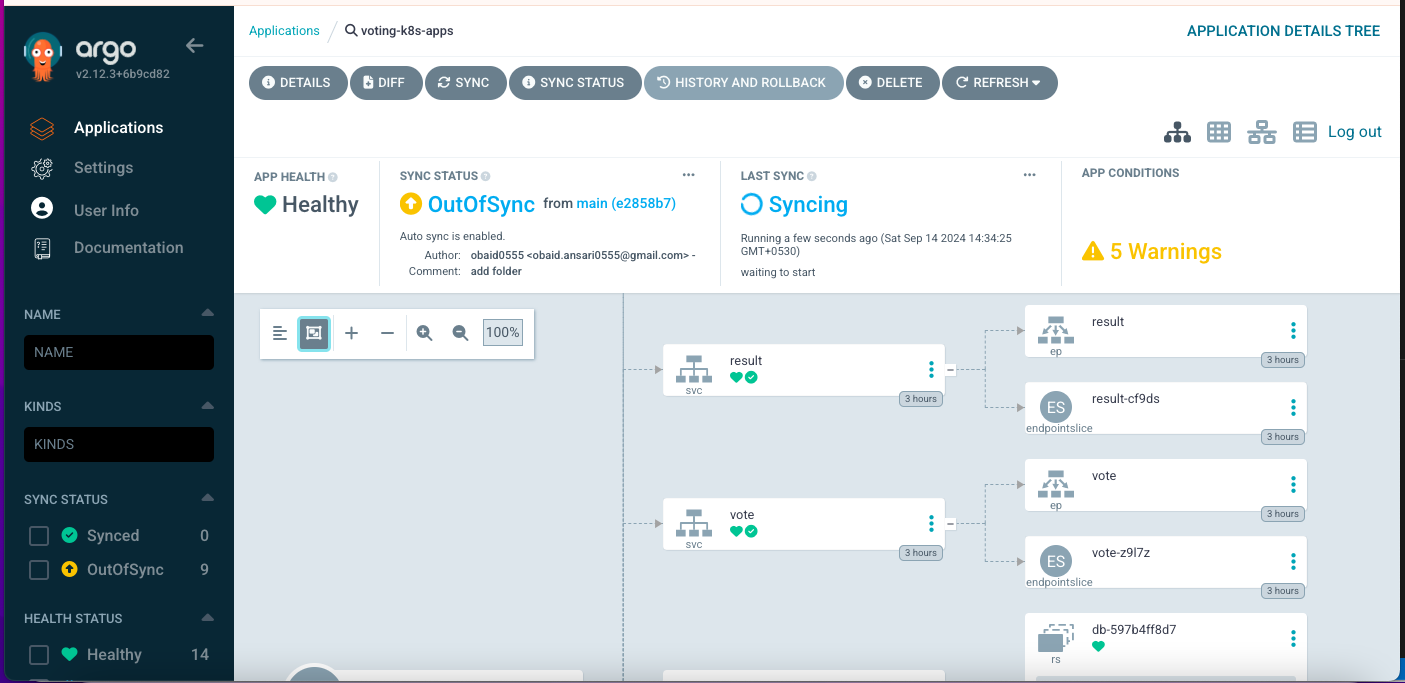 argo
v2.12.3+6b9cd82
Applications
Settings
User Info
Documentation
NAME
NAME
KINDS
KINDS
SYNC STATUS
Synced 0
OutOfSync 9
HEALTH STATUS
Healthy 14
Applications / voting-k8s-apps
APPLICATION DETAILS TREE
DETAILS DIFF SYNC SYNC STATUS HISTORY AND ROLLBACK DELETE REFRESH
Log out
APP HEALTH
Healthy
SYNC STATUS
OutOfSync from main (e2858b7)
Auto sync is enabled.
Author: obaid0555 <obaid.ansari0555@gmail.com> -
Comment: add folder
LAST SYNC
Syncing
Running a few seconds ago (Sat Sep 14 2024 14:34:25
GMT+0530)
waiting to start
APP CONDITIONS
5 Warnings
100%
result
svc
3 hours
result
ep
3 hours
ES
result-cf9ds
endpointslice
3 hours
vote
svc
3 hours
vote
ep
3 hours
ES
vote-z9l7z
endpointslice
3 hours
db-597b4ff8d7
rs